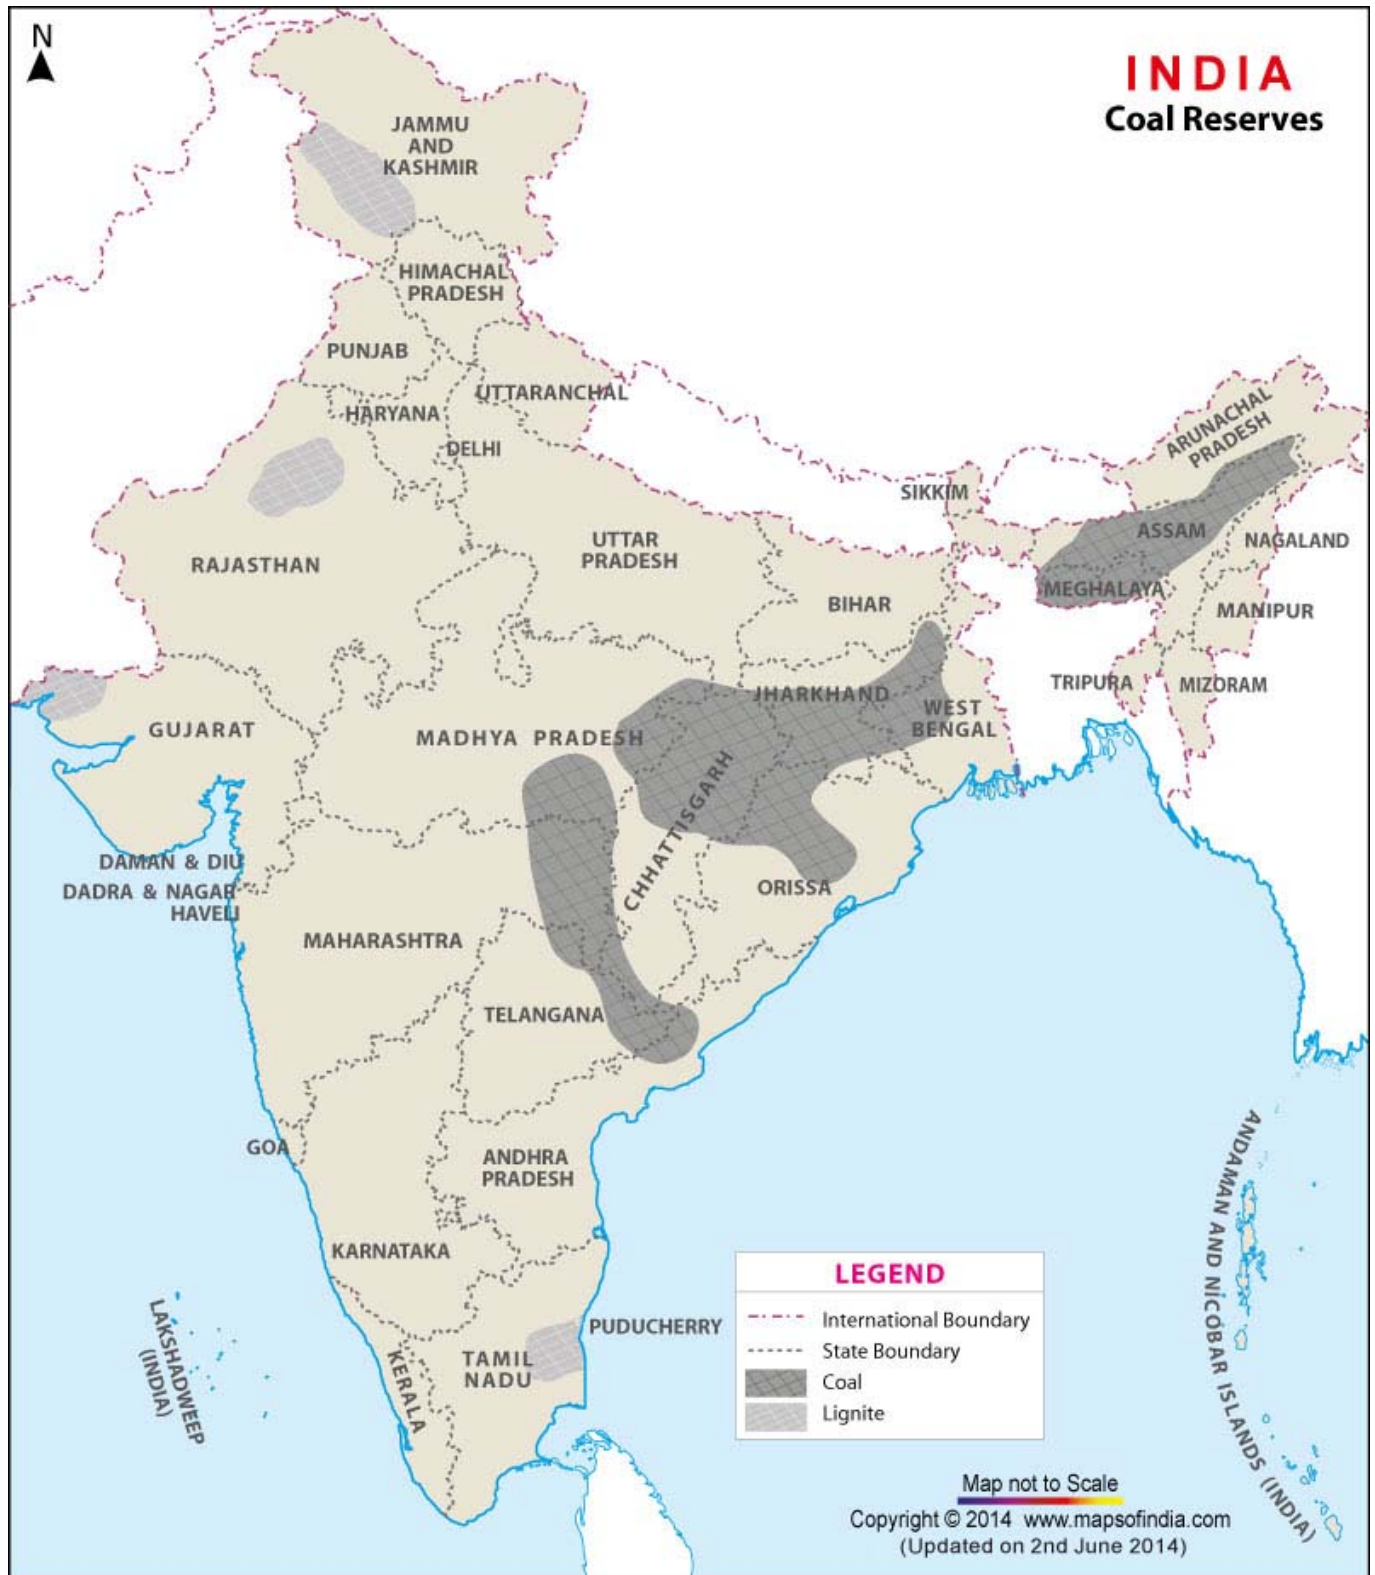 N
INDIA
Coal Reserves
JAMMU
AND
KASHMIR
HIMACHAL
PRADESH
PUNJAB
UTTARANCHAL
HARYANA
DELHI
ARUNACHAL
PRADESH
SIKKIM
ASSAM
NAGALAND
RAJASTHAN
UTTAR
PRADESH
MEGHALAYA
BIHAR
MANIPUR
TRIPURA
MIZORAM
JHARKHAND
WEST
BENGAL
GUJARAT
MADHYA PRADESH
CHHATTISGARH
DAMAN & DIU
DADRA & NAGAR
HAVELI
ORISSA
MAHARASHTRA
TELANGANA
GOA
ANDHRA
PRADESH
KARNATAKA
ANDAMAN AND NICOBAR ISLANDS (INDIA)
LAKSHADWEEP
(INDIA)
KERALA
TAMIL
NADU
PUDUCHERRY
LEGEND
International Boundary
State Boundary
Coal
Lignite
Map not to Scale
Copyright © 2014 www.mapsofindia.com
(Updated on 2nd June 2014)